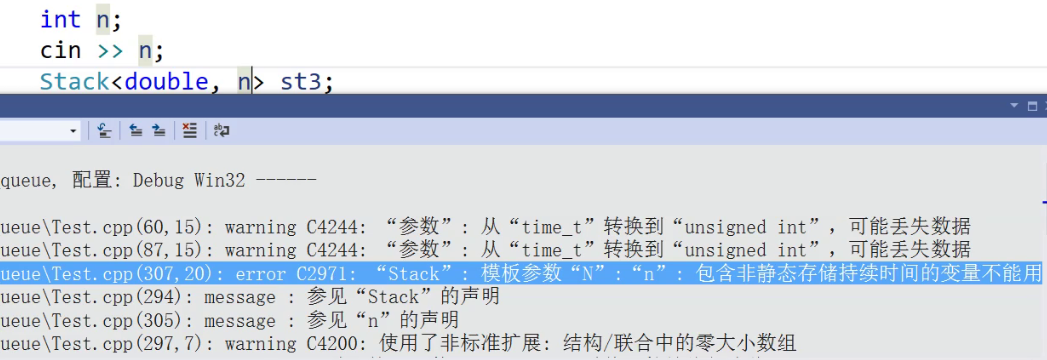 int n;
cin >> n;
Stack<double, n> st3;
queue, 配置: Debug Win32 ------
ueue\Test.cpp(60,15): warning C4244: “参数”: 从“time_t”转换到“unsigned int”，可能丢失数据
ueue\Test.cpp(87,15): warning C4244: “参数”: 从“time_t”转换到“unsigned int”，可能丢失数据
ueue\Test.cpp(307,20): error C2971: “Stack”: 模板参数“N”:“n”: 包含非静态存储持续时间的变量不能用
ueue\Test.cpp(294): message : 参见“Stack”的声明
ueue\Test.cpp(305): message : 参见“n”的声明
ueue\Test.cpp(297,7): warning C4200: 使用了非标准扩展: 结构/联合中的零大小数组